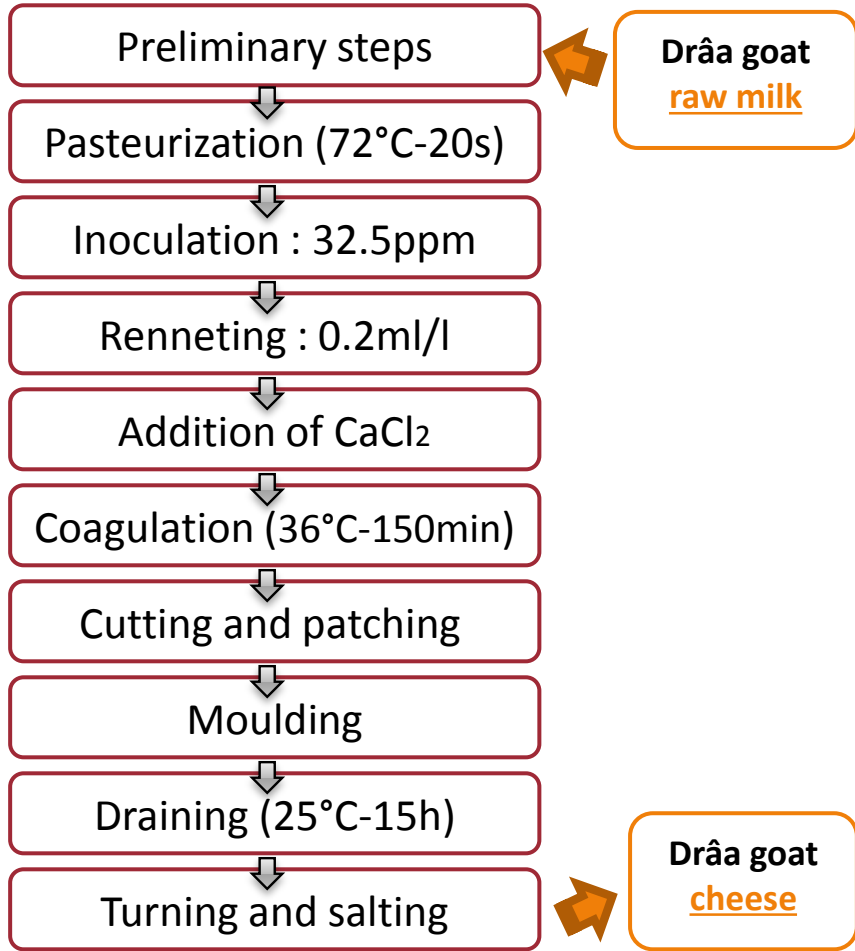 Preliminary steps
Drâa goat
raw milk
Pasteurization (72°C-20s)
Inoculation : 32.5ppm
Renneting : 0.2ml/l
Addition of CaCl2
Coagulation (36°C-150min)
Cutting and patching
Moulding
Draining (25°C-15h)
Turning and salting
Drâa goat
cheese